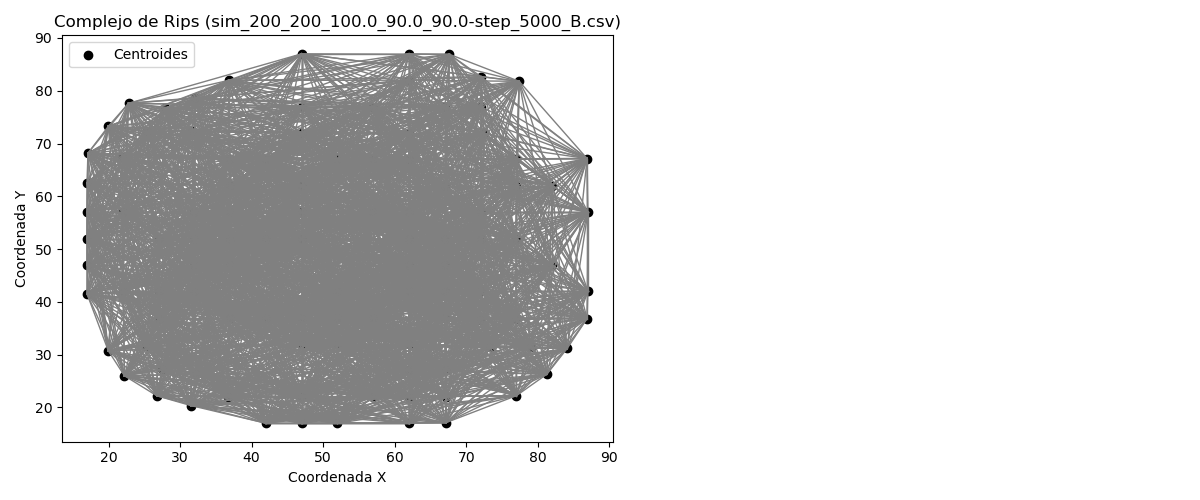 Complejo de Rips (sim_200_200_100.0_90.0_90.0-step_5000_B.csv)
Centroides
90
80
70
60
50
40
30
20
Coordenada Y
20 30 40 50 60 70 80 90
Coordenada X